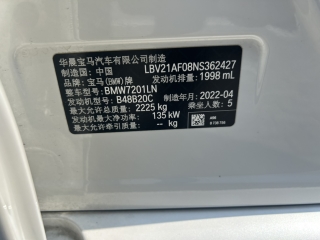 华晨宝马汽车有限公司制造
制造国：中国 LBV21AF08NS362427
发动机排量：1998 mL
品牌：宝马(BMW)牌
整车型号：BMW7201LN
发动机型号：B48B20C 制造年月：2022-04
最大允许总质量：2225 kg 乘坐人数：5
发动机最大净功率：135 kW
最大允许牵引质量：- kg